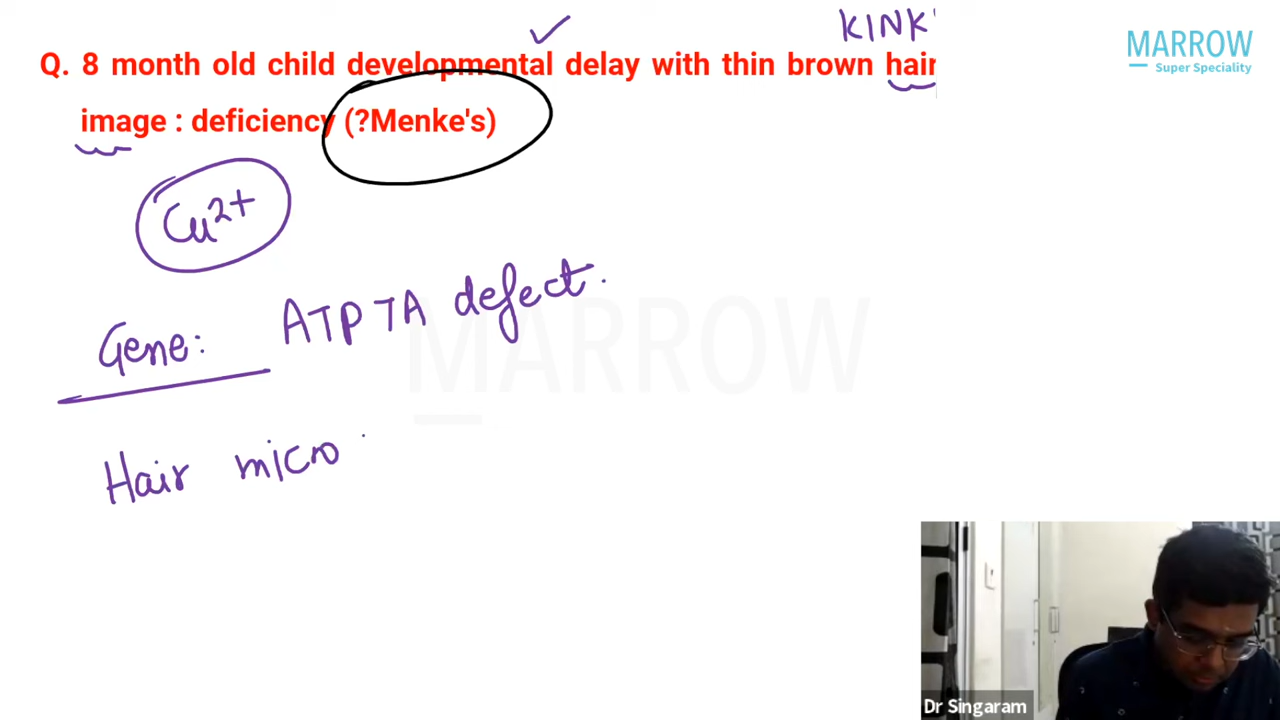 KINK
MARROW
Super Speciality
Q. 8 month old child developmental delay with thin brown hair
image : deficiency (?Menke's)
Cu2+
Gene: ATP7A defect.
MARROW
Hair micro
Dr Singaram